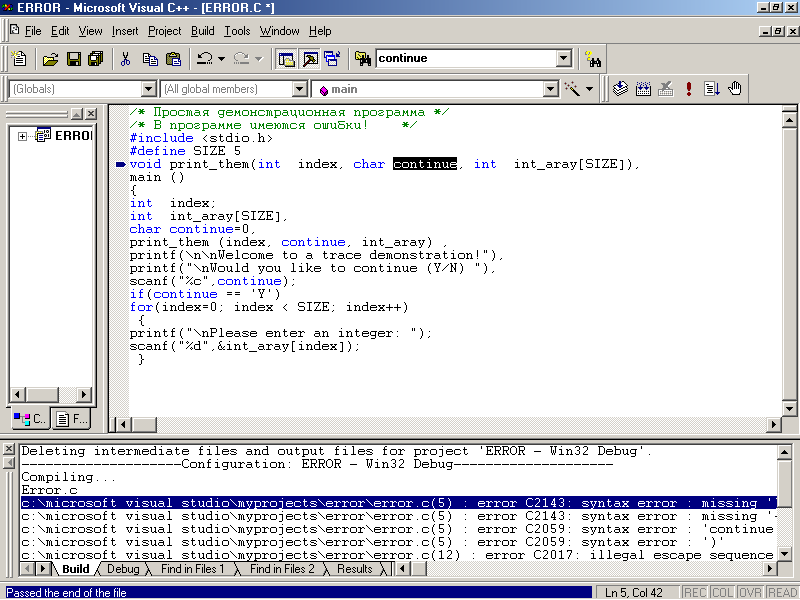 ERROR - Microsoft Visual C++ - [ERROR.C *]
File Edit View Insert Project Build Tools Window Help
continue
(Globals) (All global members) main
ERROR
/* Простая демонстрационная программа */
/* В программе имеются ошибки! */
#include <stdio.h>
#define SIZE 5
void print_them(int index, char continue, int int_aray[SIZE]),
main ()
{
int index;
int int_aray[SIZE],
char continue=0,
print_them (index, continue, int_aray) ,
printf(\n\nWelcome to a trace demonstration!"),
printf("\nWould you like to continue (Y/N) "),
scanf("%c",continue);
if(continue == 'Y')
for(index=0; index < SIZE; index++)
{
printf("\nPlease enter an integer: ");
scanf("%d",&int_aray[index]);
}
C... F...
Deleting intermediate files and output files for project 'ERROR - Win32 Debug'.
--------------------Configuration: ERROR - Win32 Debug--------------------
Compiling...
Error.c
c:\microsoft visual studio\myprojects\error\error.c(5) : error C2143: syntax error : missing '
c:\microsoft visual studio\myprojects\error\error.c(5) : error C2143: syntax error : missing '
c:\microsoft visual studio\myprojects\error\error.c(5) : error C2059: syntax error : 'continue
c:\microsoft visual studio\myprojects\error\error.c(5) : error C2059: syntax error : ')'
c:\microsoft visual studio\myprojects\error\error.c(12) : error C2017: illegal escape sequence
Build Debug Find in Files 1 Find in Files 2 Results
Passed the end of the file Ln 5, Col 42 REC COL OVR READ